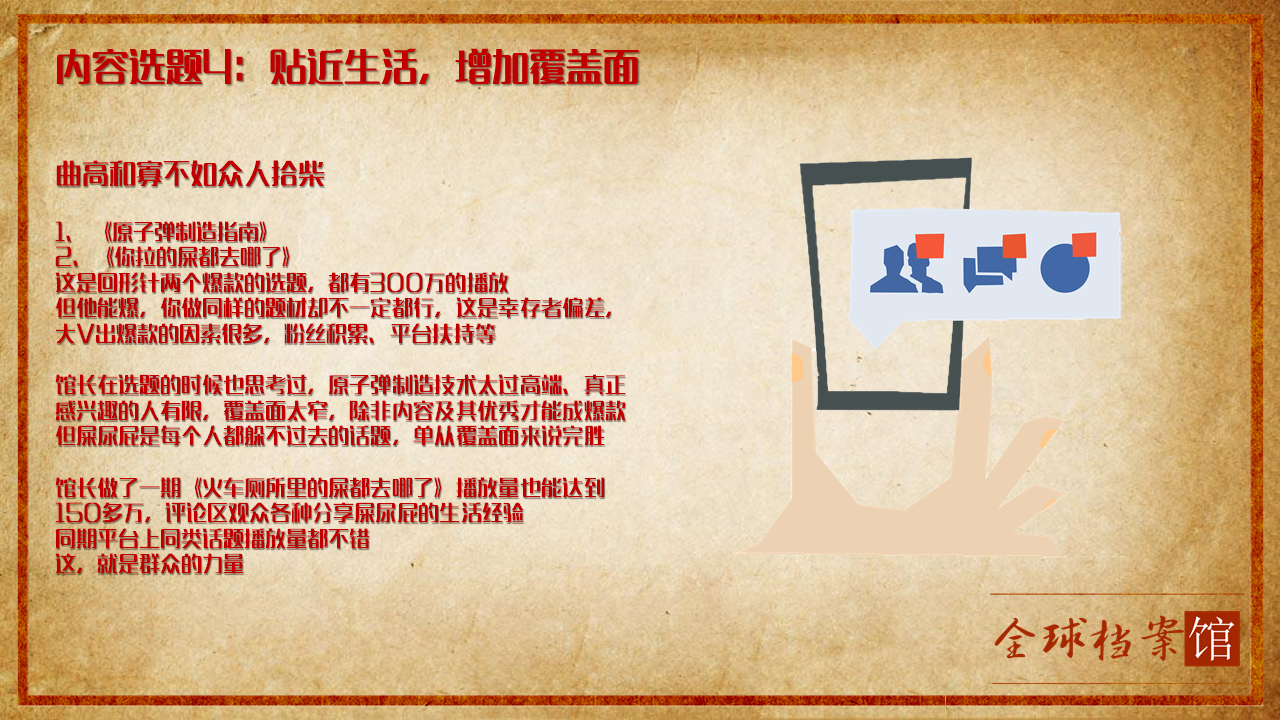 内容选题4：贴近生活，增加覆盖面
曲高和寡不如众人拾柴
1、《原子弹制造指南》
2、《你拉的屎都去哪了》
这是回形针两个爆款的选题，都有300万的播放
但他能爆，你做同样的题材却不一定都行，这是幸存者偏差，
大V出爆款的因素很多，粉丝积累、平台扶持等
馆长在选题的时候也思考过，原子弹制造技术太过高端、真正
感兴趣的人有限，覆盖面太窄，除非内容及其优秀才能成爆款
但屎尿屁是每个人都躲不过去的话题，单从覆盖面来说完胜
馆长做了一期《火车厕所里的屎都去哪了》播放量也能达到
150多万，评论区观众各种分享屎尿屁的生活经验
同期平台上同类话题播放量都不错
这，就是群众的力量
全球档案馆